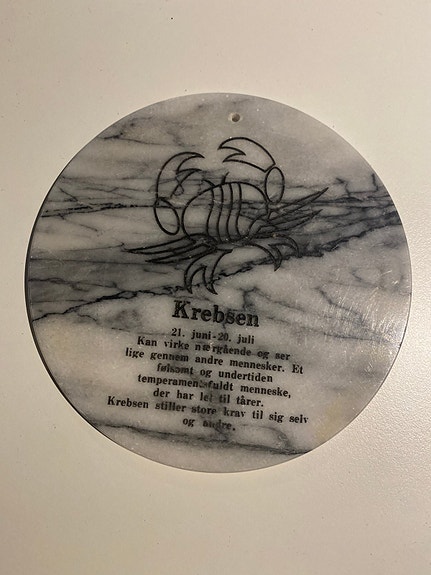 Krebsen
21. juni-20. juli
Kan virke nærgående og ser
lige gennem andre mennesker. Et
følsomt og undertiden
temperamentsfuldt menneske,
der har let til tårer.
Krebsen stiller store krav til sig selv
og andre.